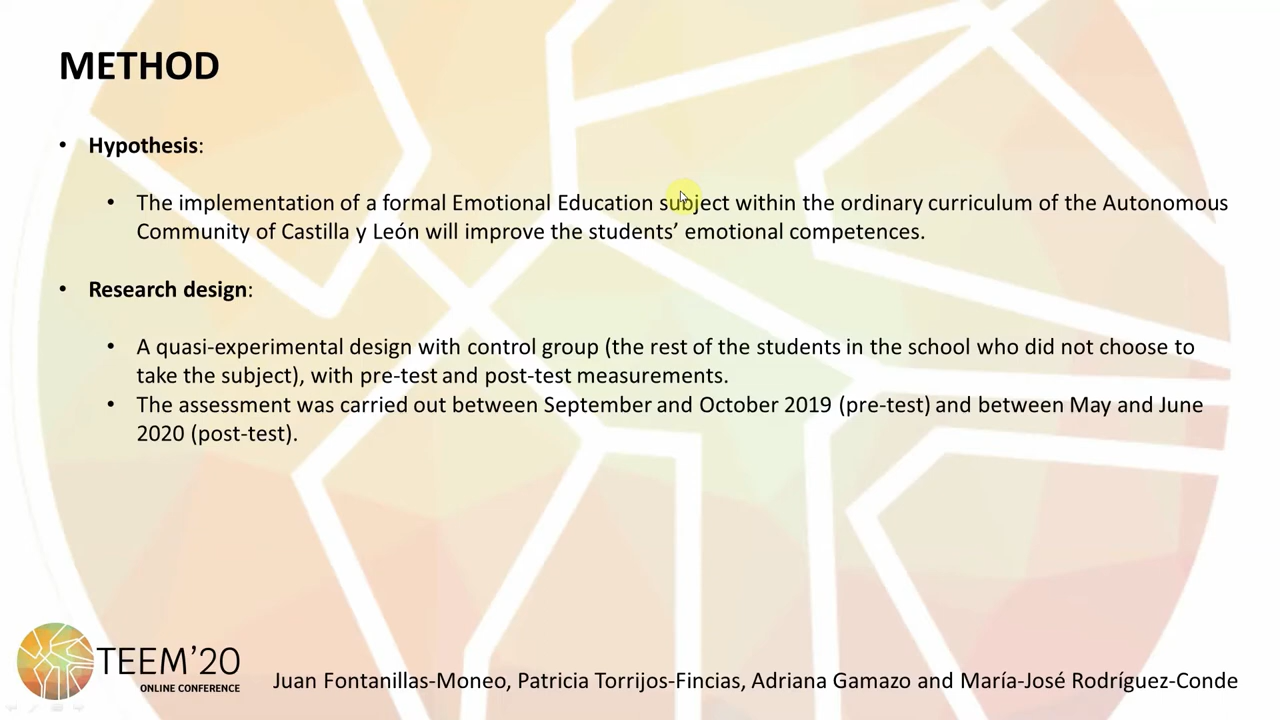 METHOD
• Hypothesis:
• The implementation of a formal Emotional Education subject within the ordinary curriculum of the Autonomous
Community of Castilla y León will improve the students’ emotional competences.
• Research design:
• A quasi-experimental design with control group (the rest of the students in the school who did not choose to
take the subject), with pre-test and post-test measurements.
• The assessment was carried out between September and October 2019 (pre-test) and between May and June
2020 (post-test).
TEEM’20
ONLINE CONFERENCE
Juan Fontanillas-Moneo, Patricia Torrijos-Fincias, Adriana Gamazo and María-José Rodríguez-Conde